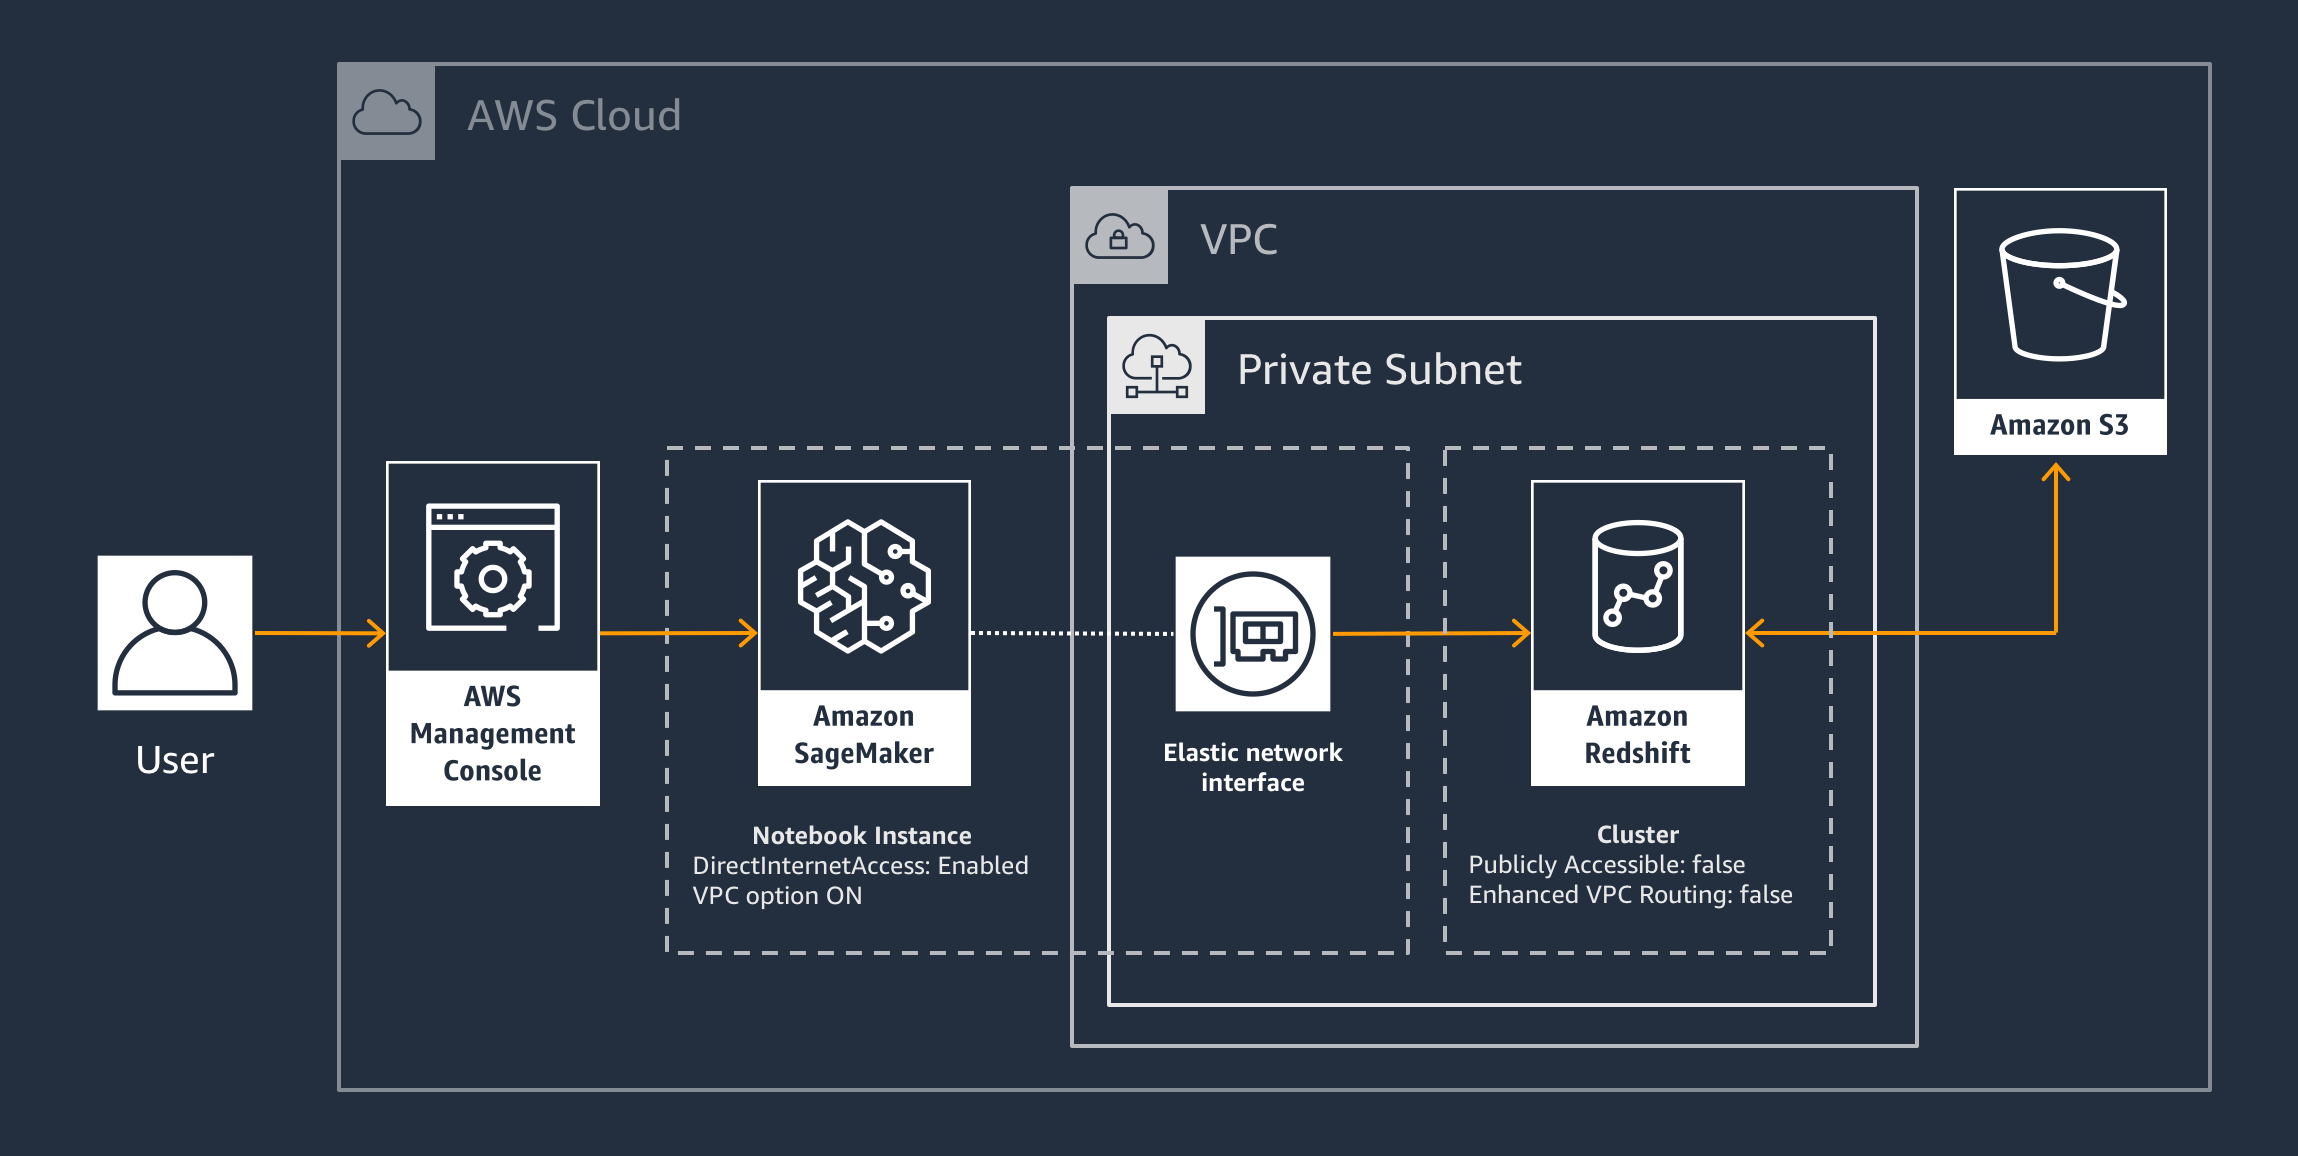 AWS Cloud
VPC
Private Subnet
Amazon S3
User
AWS
Management
Console
Amazon
SageMaker
Notebook Instance
DirectInternetAccess: Enabled
VPC option ON
Elastic network
interface
Amazon
Redshift
Cluster
Publicly Accessible: false
Enhanced VPC Routing: false